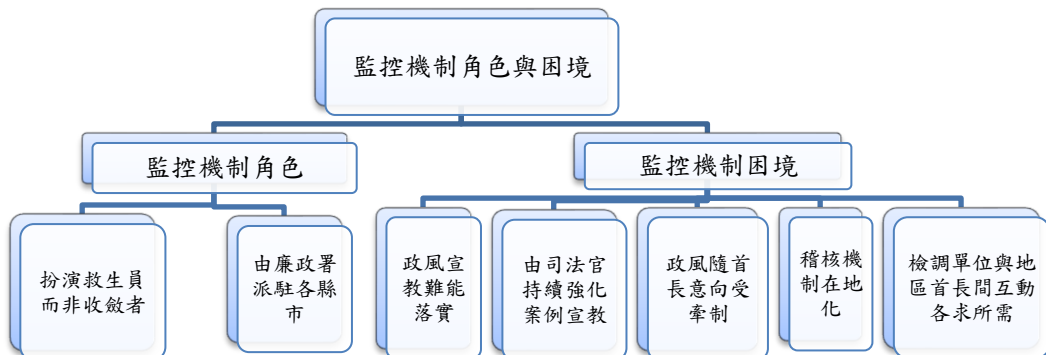 監控機制角色與困境
監控機制角色
監控機制困境
扮演救生員
而非收斂者
由廉政署
派駐各縣
市
政風宣
教難能
落實
由司法官
持續強化
案例宣教
政風隨首
長意向受
牽制
稽核機
制在地
化
檢調單位與地
區首長間互動
各求所需